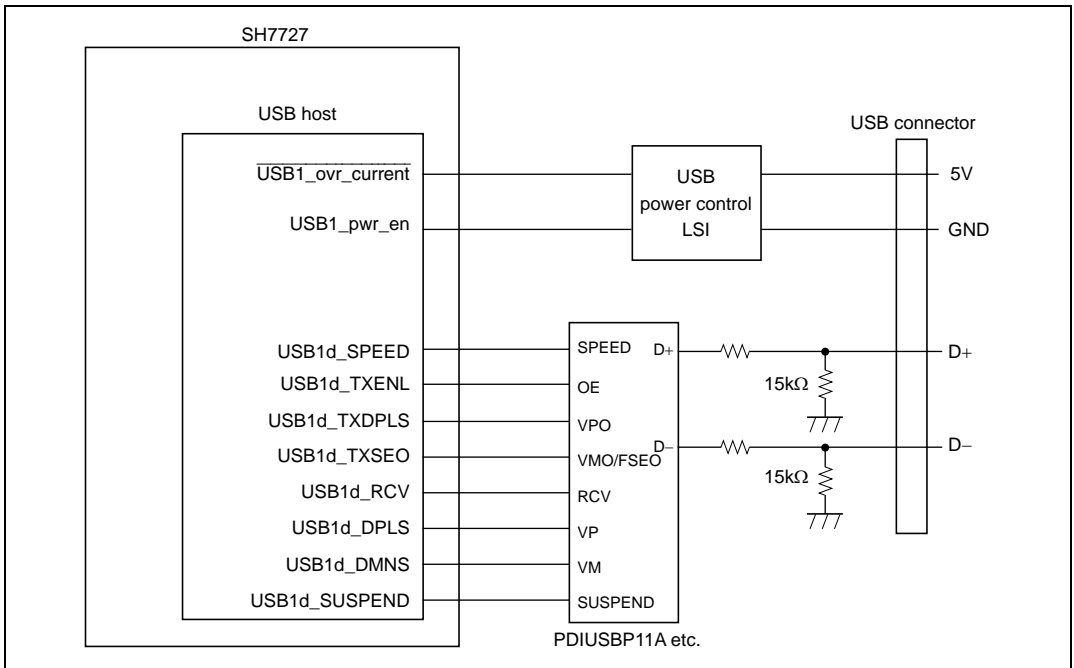 SH7727
USB host
USB connector
USB1_ovr_current
USB1_pwr_en
USB
power control
LSI
5V
GND
USB1d_SPEED
USB1d_TXENL
USB1d_TXDPLS
USB1d_TXSEO
USB1d_RCV
USB1d_DPLS
USB1d_DMNS
USB1d_SUSPEND
SPEED
OE
VPO
VMO/FSEO
RCV
VP
VM
SUSPEND
D+
D−
15kΩ
15kΩ
D+
D−
PDIUSBP11A etc.